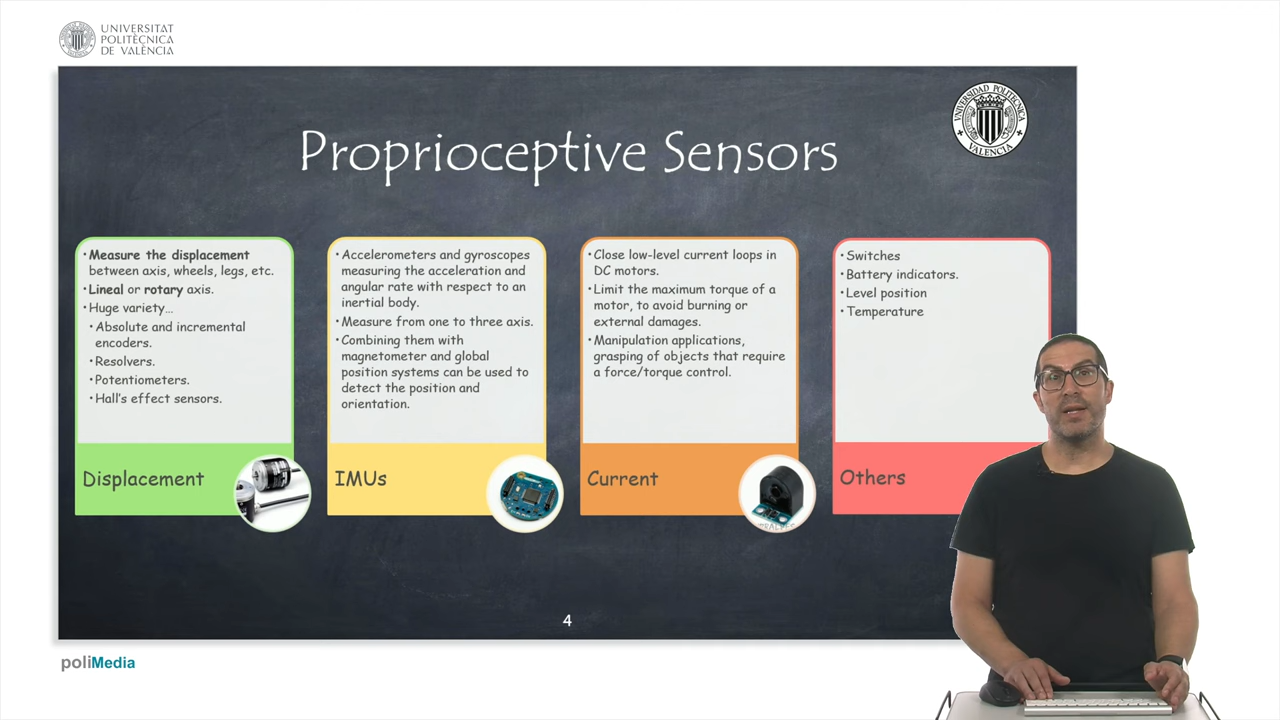 UNIVERSITAT
POLITÈCNICA
DE VALÈNCIA
UNIVERSIDAD POLITECNICA
VALENCIA
Proprioceptive Sensors
•Measure the displacement
between axis, wheels, legs, etc.
•Lineal or rotary axis.
•Huge variety…
•Absolute and incremental
encoders.
•Resolvers.
•Potentiometers.
•Hall's effect sensors.
Displacement
•Accelerometers and gyroscopes
measuring the acceleration and
angular rate with respect to an
inertial body.
•Measure from one to three axis.
•Combining them with
magnetometer and global
position systems can be used to
detect the position and
orientation.
IMUs
•Close low-level current loops in
DC motors.
•Limit the maximum torque of a
motor, to avoid burning or
external damages.
•Manipulation applications,
grasping of objects that require
a force/torque control.
Current
•Switches
•Battery indicators.
•Level position
•Temperature
Others
4
poliMedia